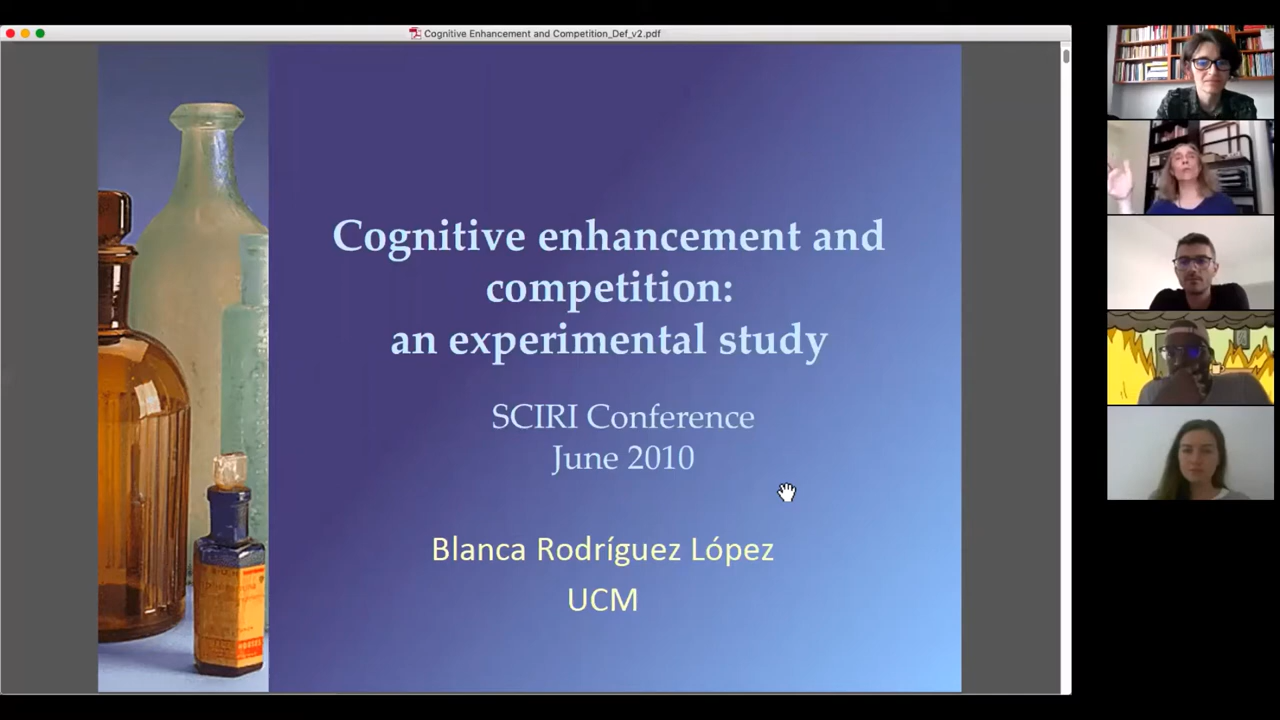 Cognitive Enhancement and Competition_Def_v2.pdf
Cognitive enhancement and
competition:
an experimental study
SCIRI Conference
June 2010
Blanca Rodríguez López
UCM